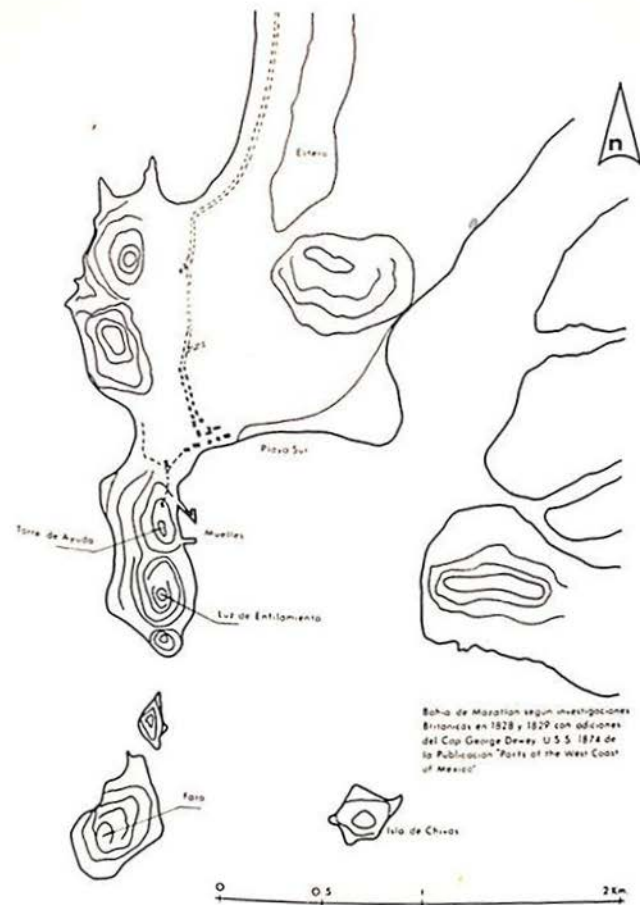 Estero
n
Playa Sur
Torre de Ayuda
Muelles
Luz de Enfilamiento
Bahia de Mazatlan segun investigaciones
Britanicas en 1828 y 1829 con adiciones
del Cap George Dewey. U.S.S. 1874 de
la Publicacion "Ports of the West Coast
of Mexico"
Faro
Isla de Chivos
0 0.5 1 2 Km.